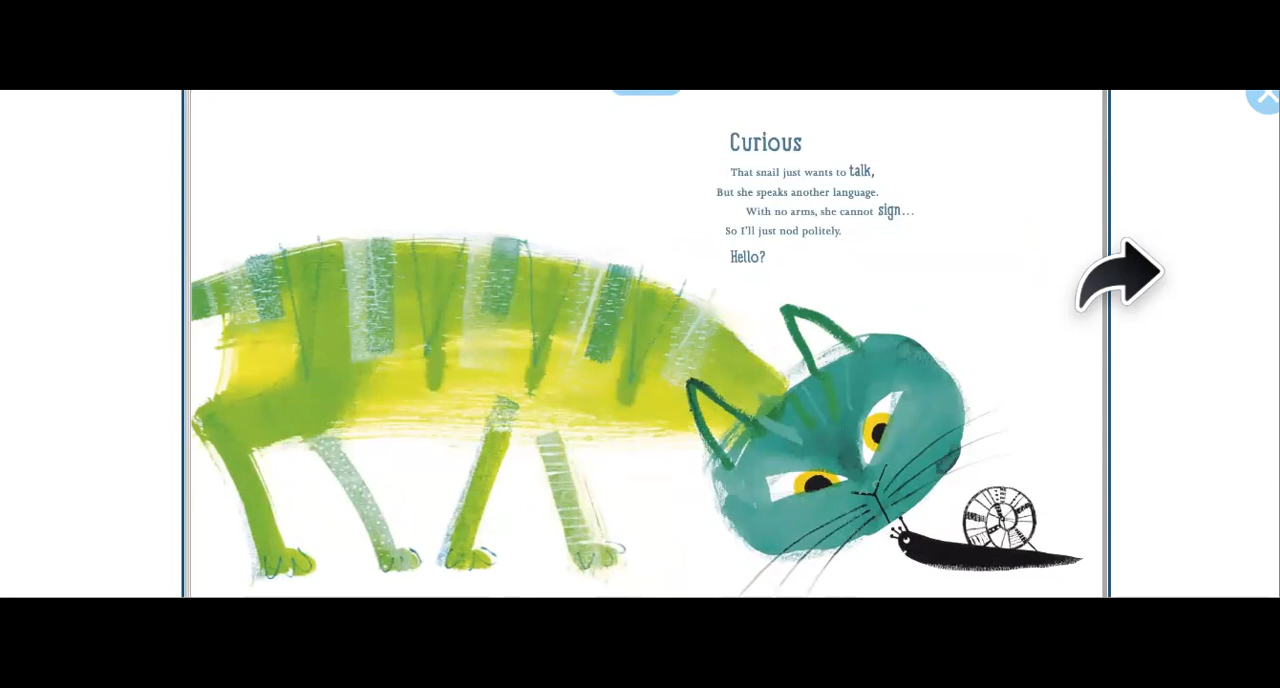 Curious
That snail just wants to talk,
But she speaks another language.
With no arms, she cannot sign...
So I'll just nod politely.
Hello?